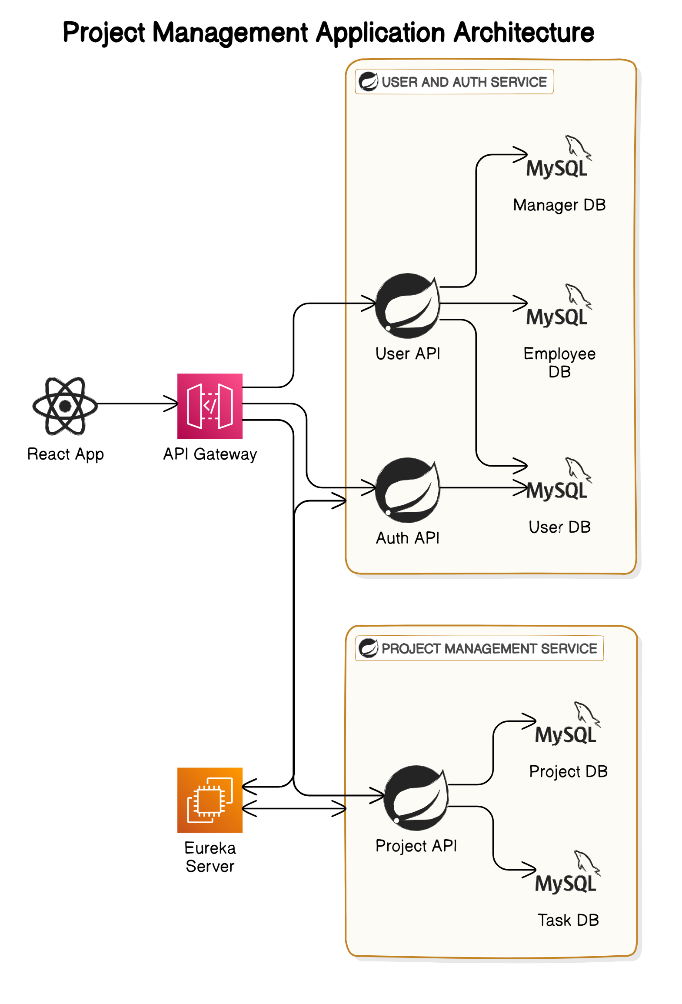 Project Management Application Architecture
USER AND AUTH SERVICE
MySQL
Manager DB
User API
MySQL
Employee
DB
React App
API Gateway
Auth API
MySQL
User DB
PROJECT MANAGEMENT SERVICE
MySQL
Project DB
Eureka
Server
Project API
MySQL
Task DB